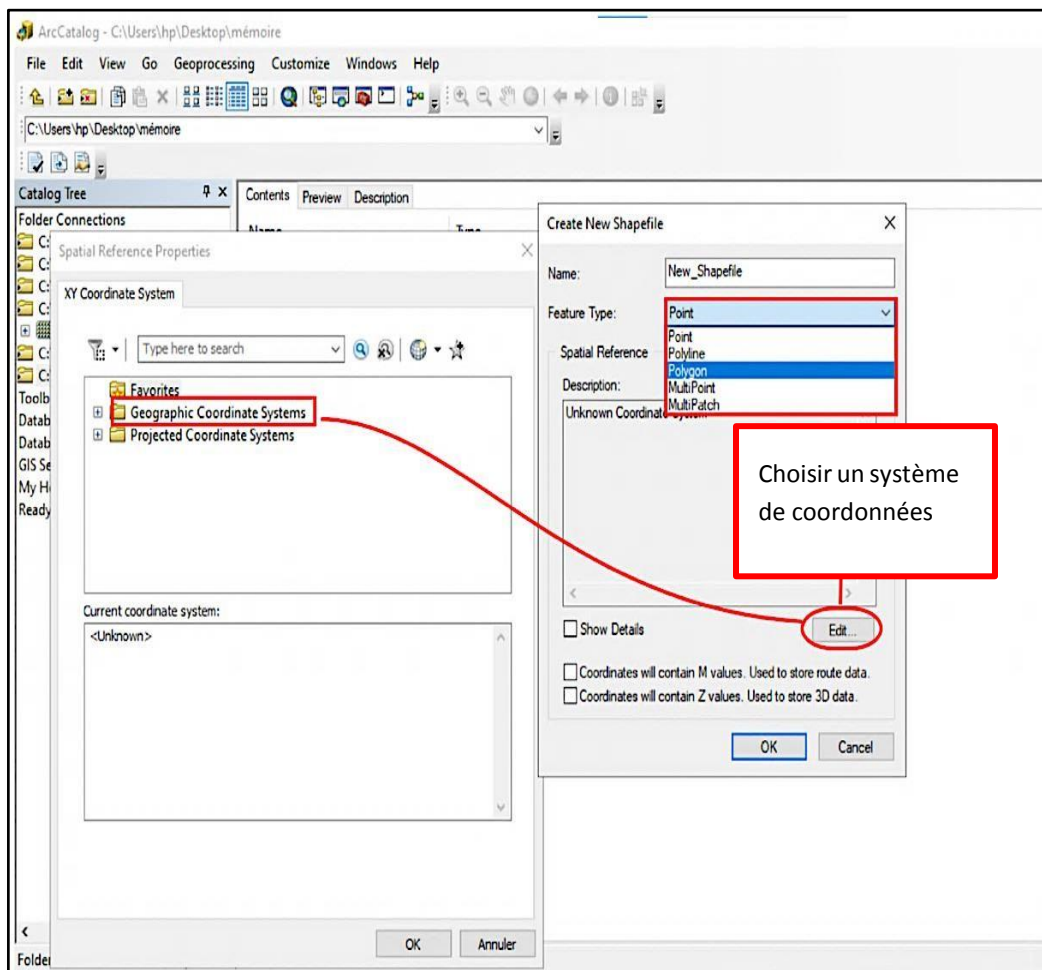 ArcCatalog - C:\Users\hp\Desktop\mémoire
File Edit View Go Geoprocessing Customize Windows Help
C:\Users\hp\Desktop\mémoire
Catalog Tree
Contents Preview Description
Folder Connections
C:
C:
C:
C:
C:
C:
Toolb
Datab
Datab
GIS Se
My H
Ready
Folder
Spatial Reference Properties
XY Coordinate System
Type here to search
Favorites
Geographic Coordinate Systems
Projected Coordinate Systems
Current coordinate system:
<Unknown>
OK Annuler
Create New Shapefile
Name: New_Shapefile
Feature Type: Point
Point
Polyline
Polygon
MultiPoint
MultiPatch
Spatial Reference
Description:
Unknown Coordinate
Choisir un système
de coordonnées
Show Details
Edit...
Coordinates will contain M values. Used to store route data.
Coordinates will contain Z values. Used to store 3D data.
OK Cancel